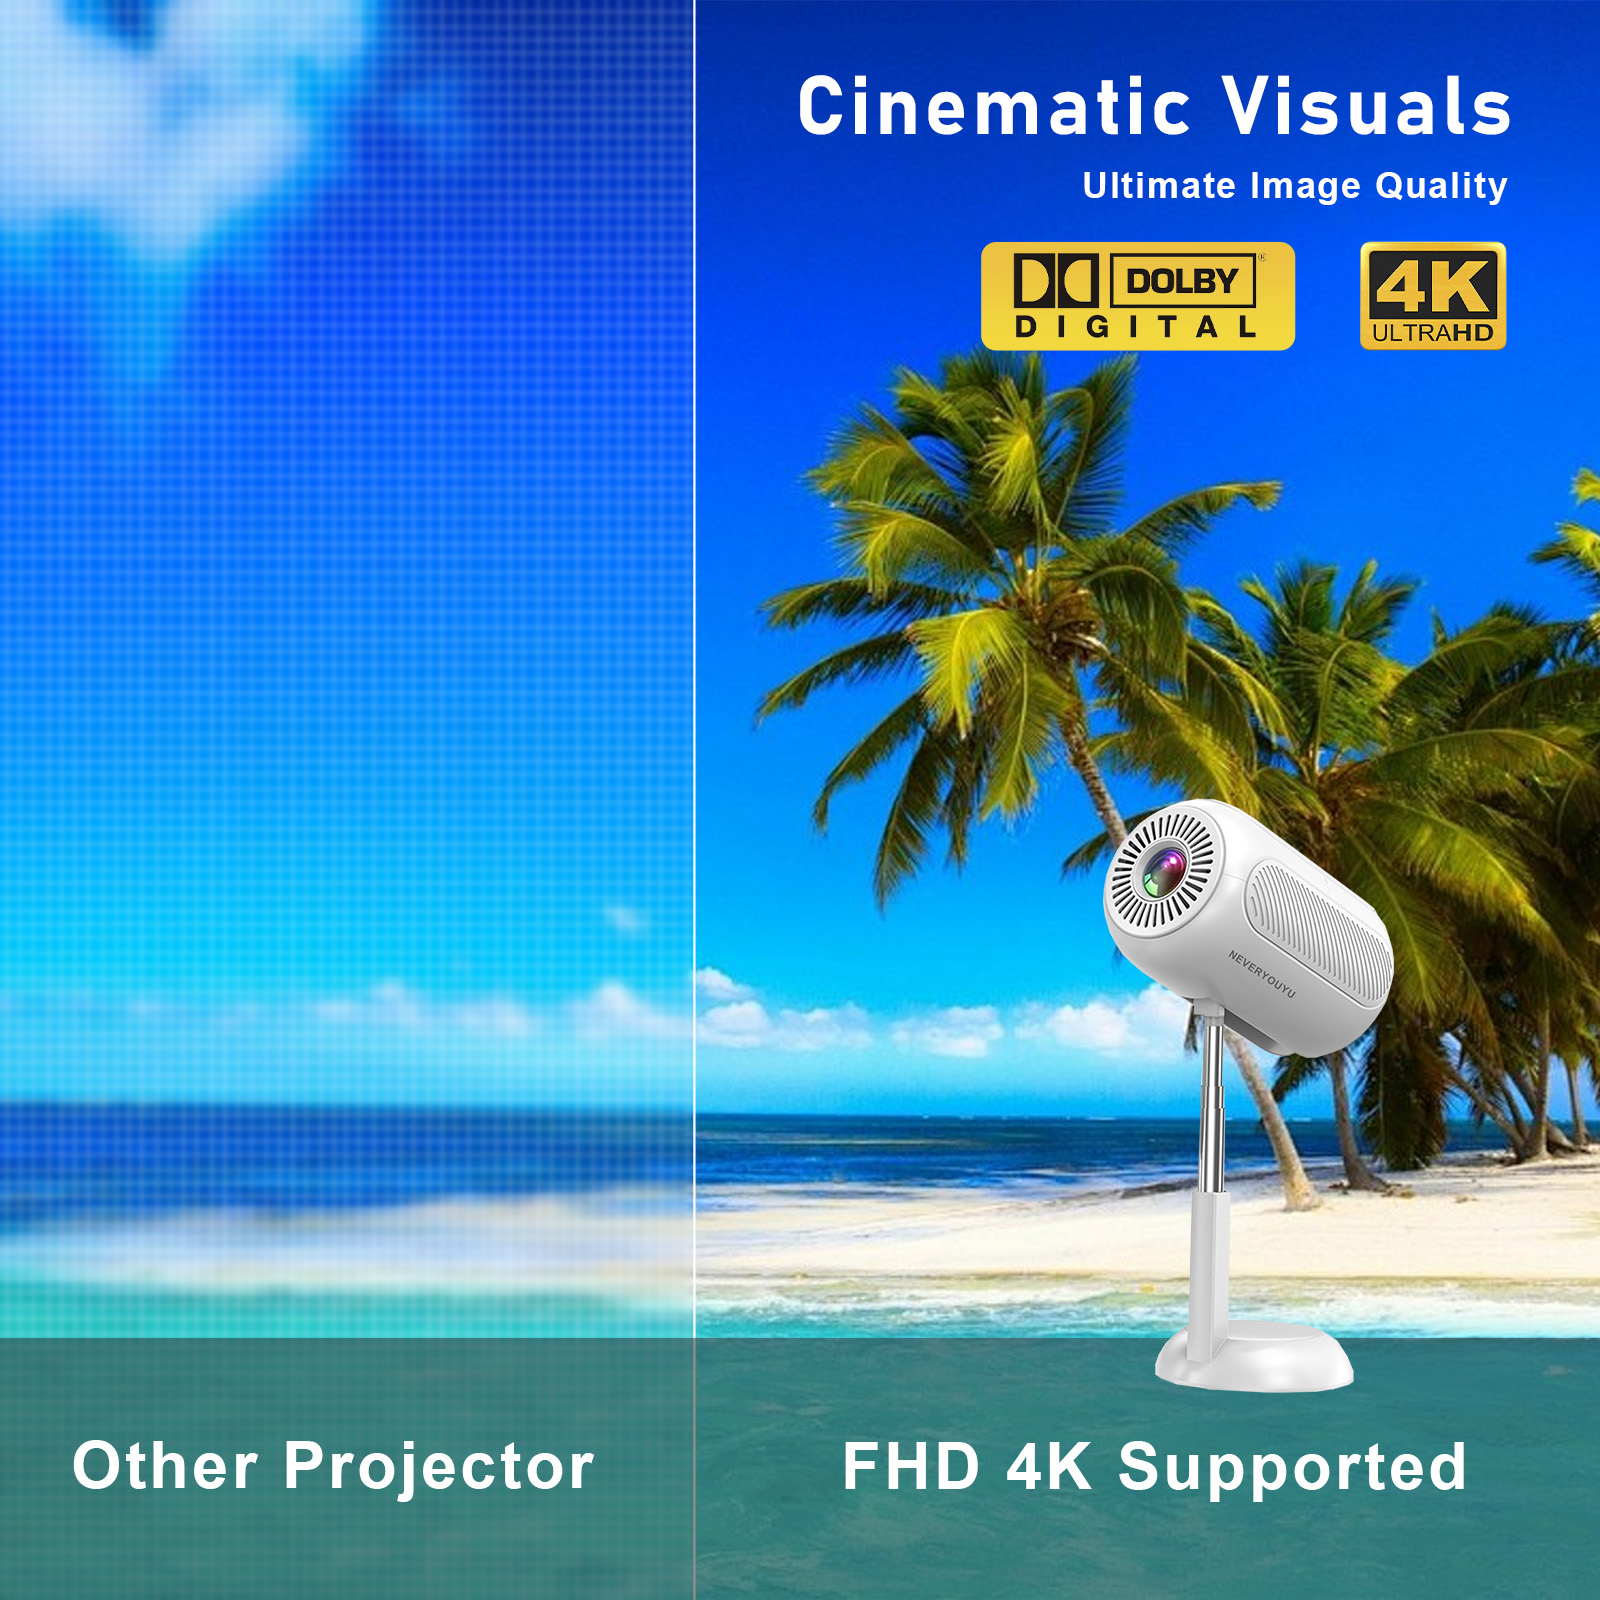 Cinematic Visuals
Ultimate Image Quality
DOLBY®
DIGITAL
4K
ULTRAHD
NEVERYOUYU
Other Projector
FHD 4K Supported